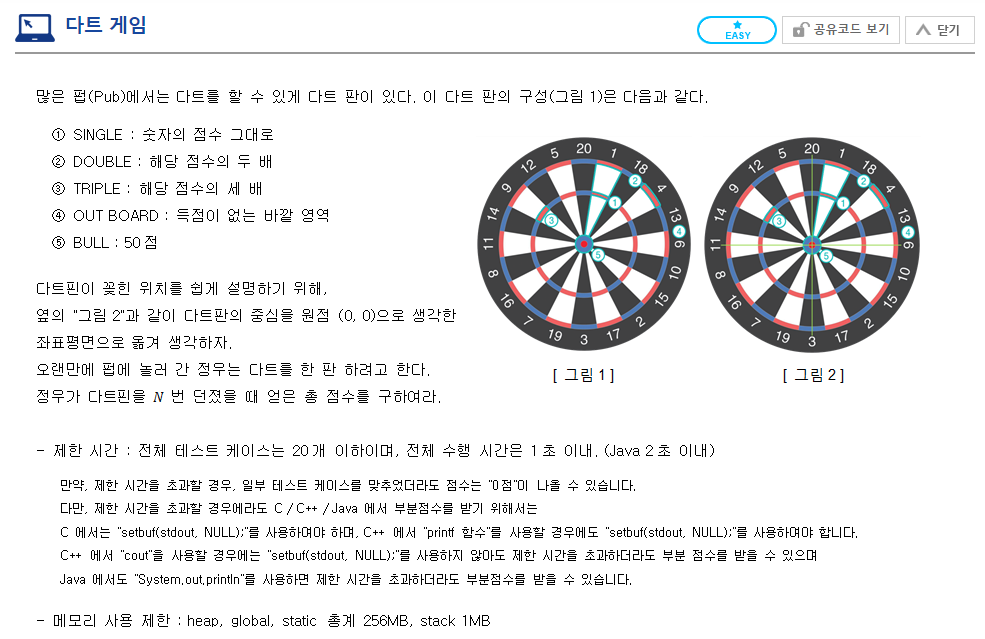 다트 게임
EASY
공유코드 보기
닫기
많은 펍(Pub)에서는 다트를 할 수 있게 다트 판이 있다. 이 다트 판의 구성(그림 1)은 다음과 같다.
① SINGLE : 숫자의 점수 그대로
② DOUBLE : 해당 점수의 두 배
③ TRIPLE : 해당 점수의 세 배
④ OUT BOARD : 득점이 없는 바깥 영역
⑤ BULL : 50점
20 1 18 4 13 6 10 15 2 17 3 19 7 16 8 11 14 9 12 5
1 2 3 4 5
20 1 18 4 13 6 10 15 2 17 3 19 7 16 8 11 14 9 12 5
1 2 3 4 5
[ 그림 1 ]
[ 그림 2 ]
다트핀이 꽂힌 위치를 쉽게 설명하기 위해,
옆의 "그림 2"과 같이 다트판의 중심을 원점 (0, 0)으로 생각한
좌표평면으로 옮겨 생각하자.
오랜만에 펍에 놀러 간 정우는 다트를 한 판 하려고 한다.
정우가 다트핀을 N 번 던졌을 때 얻은 총 점수를 구하여라.
- 제한 시간 : 전체 테스트 케이스는 20개 이하이며, 전체 수행 시간은 1초 이내. (Java 2초 이내)
만약, 제한 시간을 초과할 경우, 일부 테스트 케이스를 맞추었더라도 점수는 "0점"이 나올 수 있습니다.
다만, 제한 시간을 초과할 경우에라도 C / C++ / Java 에서 부분점수를 받기 위해서는
C 에서는 "setbuf(stdout, NULL);"를 사용하여야 하며, C++ 에서 "printf 함수"를 사용할 경우에도 "setbuf(stdout, NULL);"를 사용하여야 합니다.
C++ 에서 "cout"을 사용할 경우에는 "setbuf(stdout, NULL);"를 사용하지 않아도 제한 시간을 초과하더라도 부분 점수를 받을 수 있으며
Java 에서도 "System.out.println"를 사용하면 제한 시간을 초과하더라도 부분점수를 받을 수 있습니다.
- 메모리 사용 제한 : heap, global, static 총계 256MB, stack 1MB